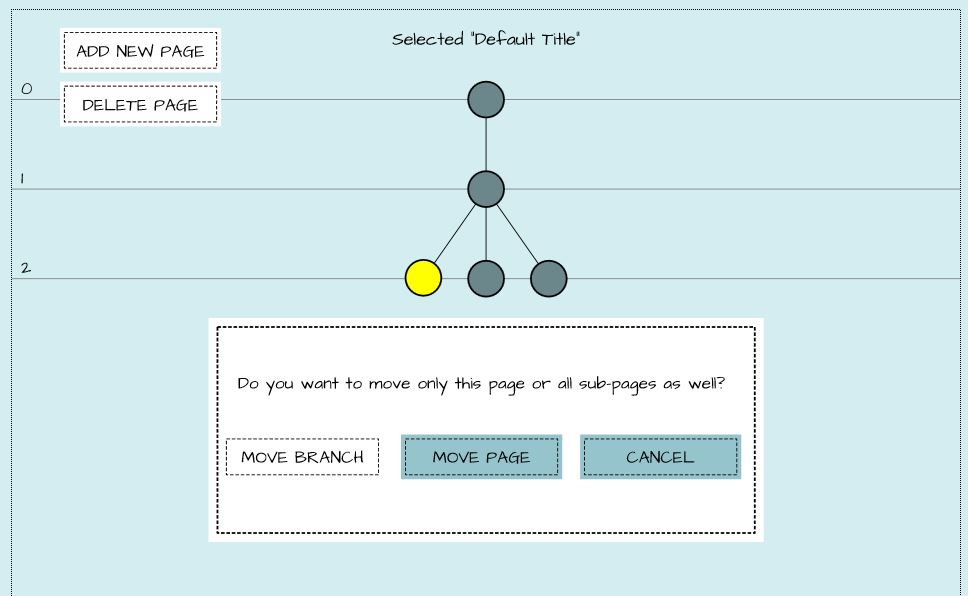 ADD NEW PAGE
Selected "Default Title"
0
DELETE PAGE
1
2
Do you want to move only this page or all sub-pages as well?
MOVE BRANCH
MOVE PAGE
CANCEL